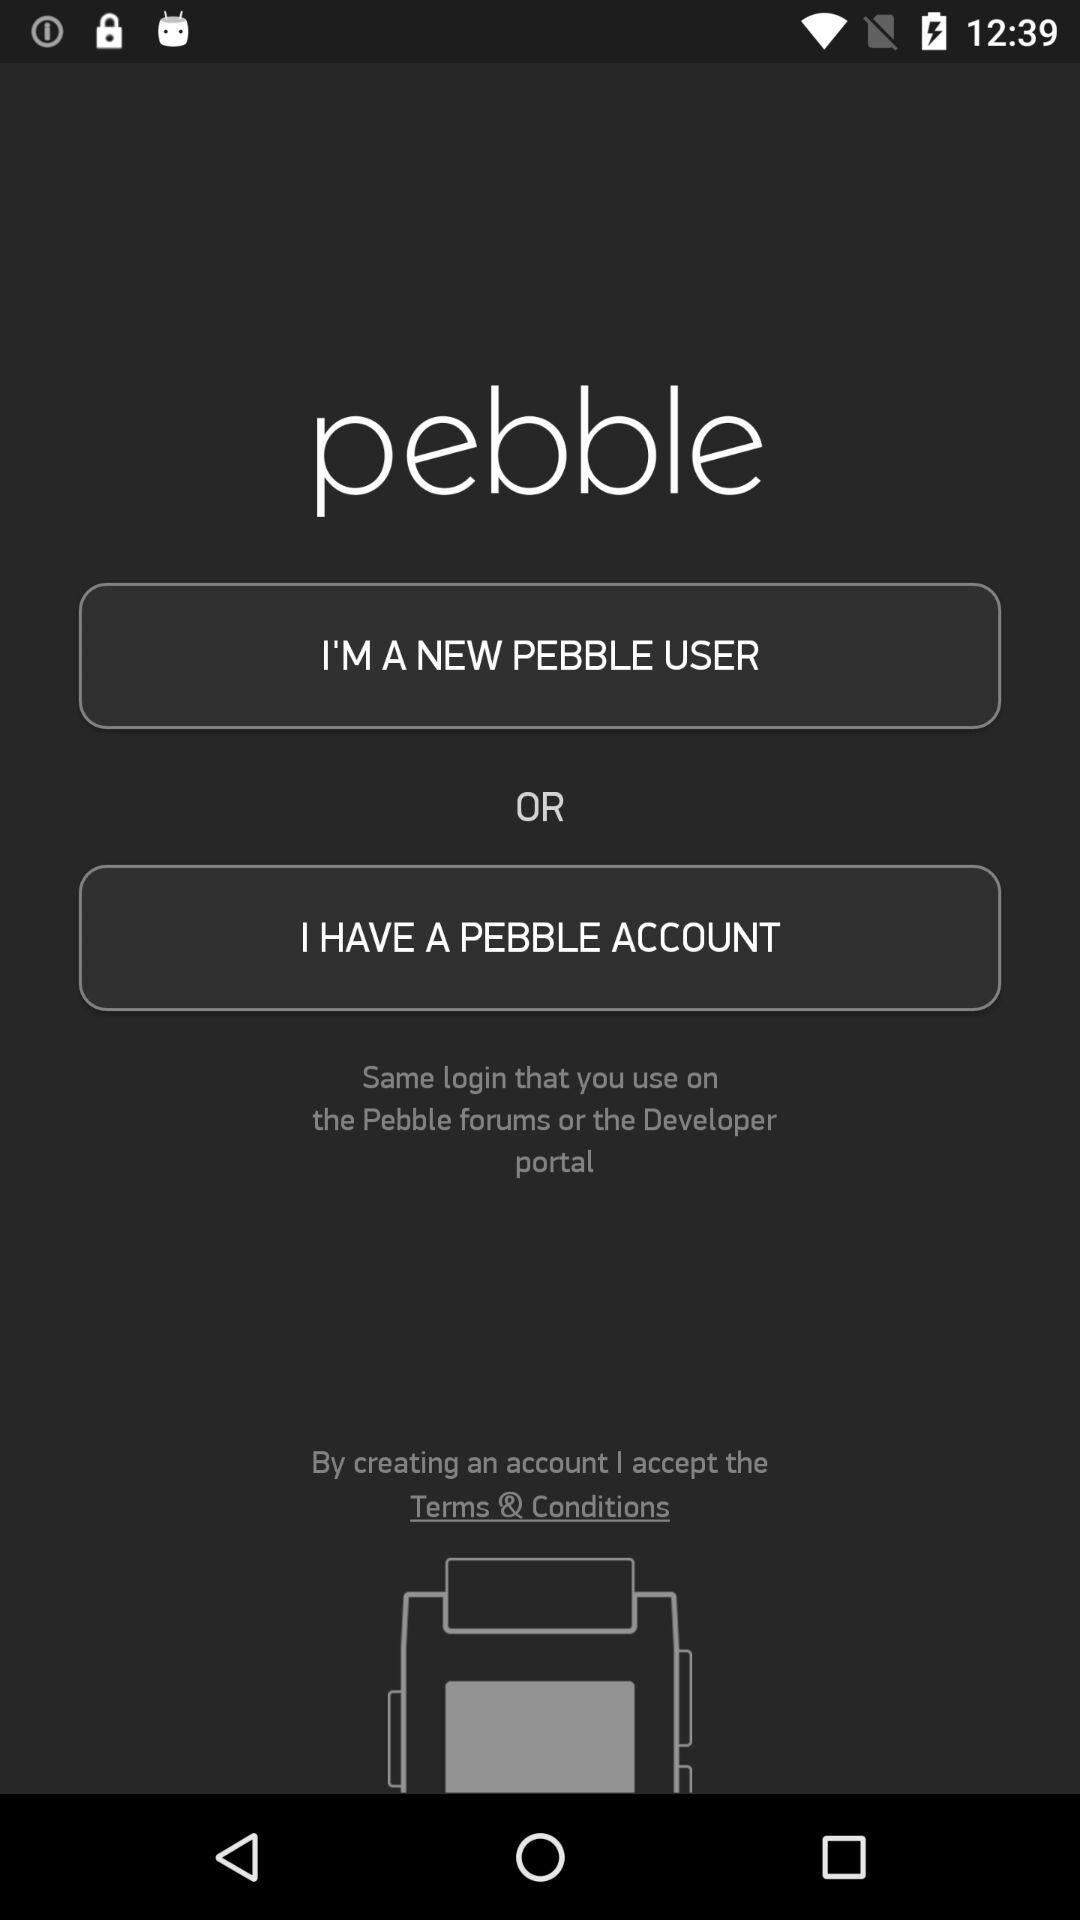 12:39
pebble
I'M A NEW PEBBLE USER
OR
I HAVE A PEBBLE ACCOUNT
Same login that you use on
the Pebble forums or the Developer
portal
By creating an account I accept the
Terms & Conditions